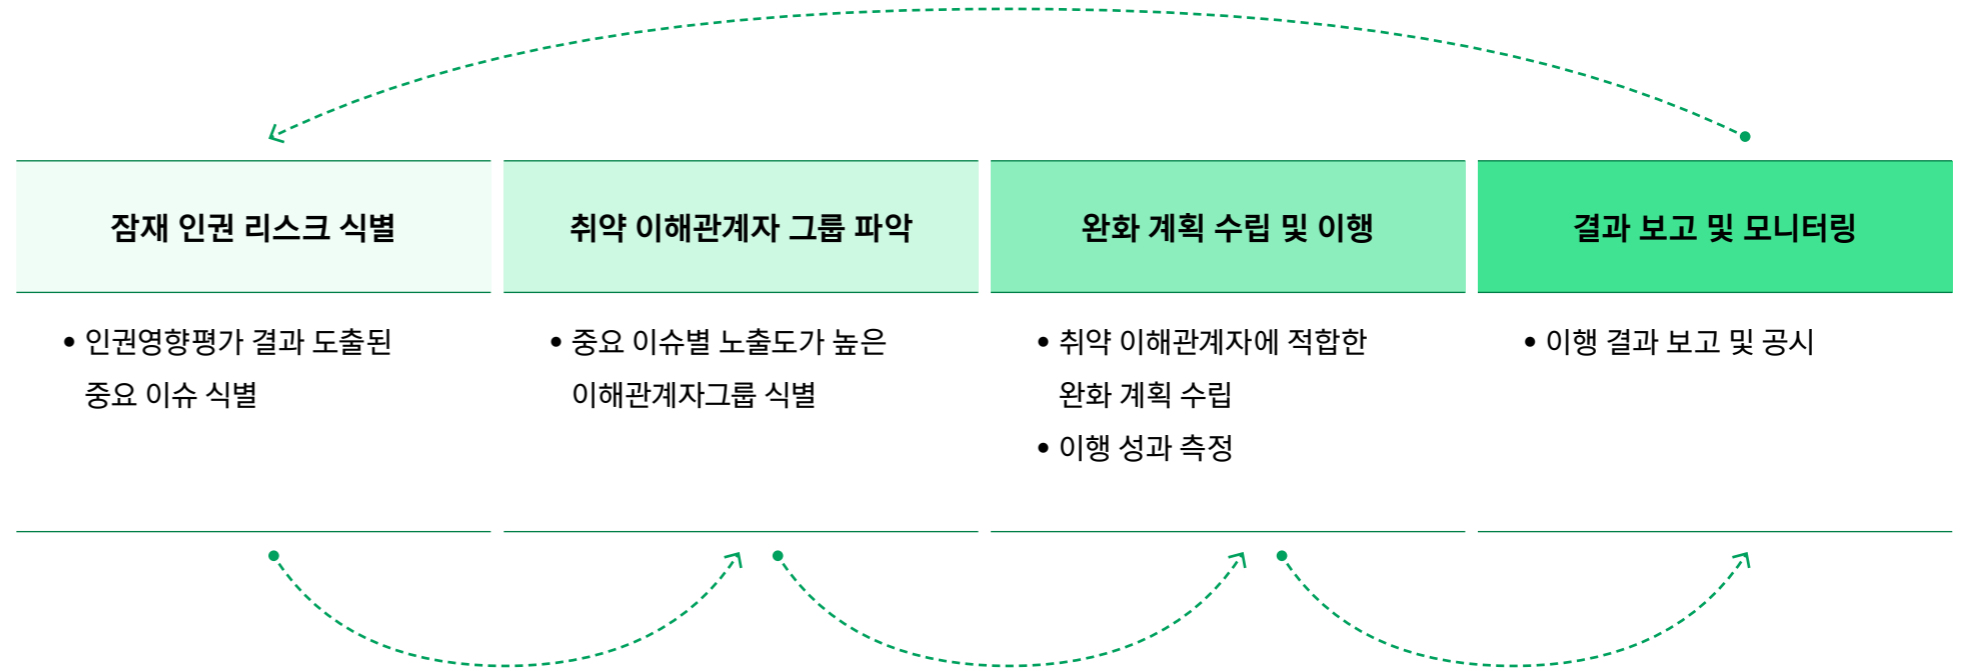 잠재 인권 리스크 식별
• 인권영향평가 결과 도출된
중요 이슈 식별
취약 이해관계자 그룹 파악
• 중요 이슈별 노출도가 높은
이해관계자그룹 식별
완화 계획 수립 및 이행
• 취약 이해관계자에 적합한
완화 계획 수립
• 이행 성과 측정
결과 보고 및 모니터링
• 이행 결과 보고 및 공시